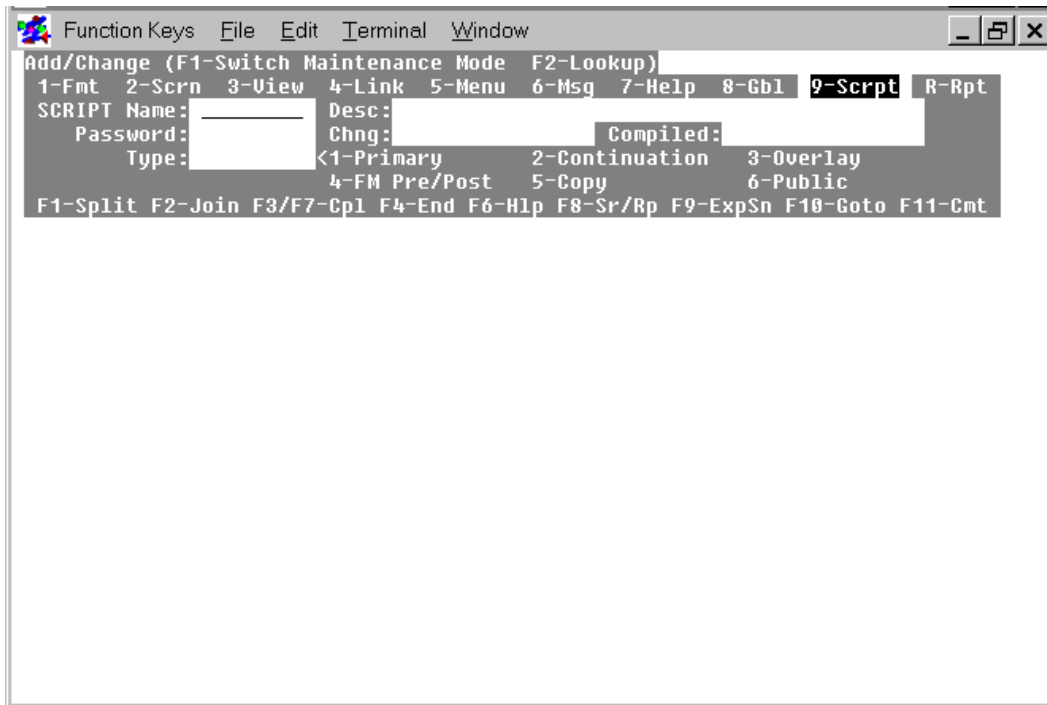 Function Keys File Edit Terminal Window
Add/Change (F1-Switch Maintenance Mode F2-Lookup)
1-Fmt 2-Scrn 3-View 4-Link 5-Menu 6-Msg 7-Help 8-Gbl 9-Scrpt R-Rpt
SCRIPT Name: Desc:
Password: Chng: Compiled:
Type: <1-Primary 2-Continuation 3-Overlay
4-FM Pre/Post 5-Copy 6-Public
F1-Split F2-Join F3/F7-Cpl F4-End F6-Hlp F8-Sr/Rp F9-ExpSn F10-Goto F11-Cmt